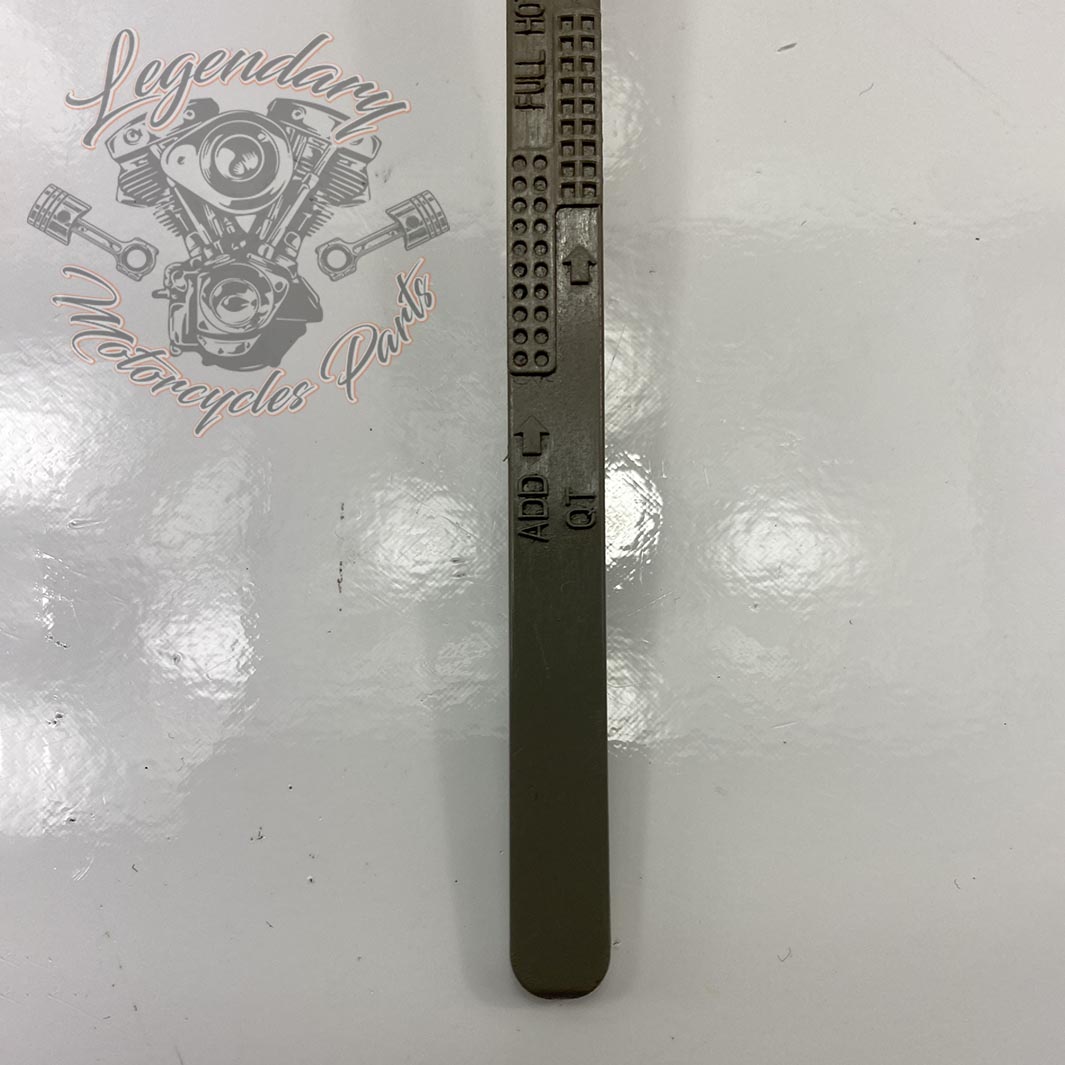 Legendary
Motorcycles Parts
FULL HO
ADD
QT